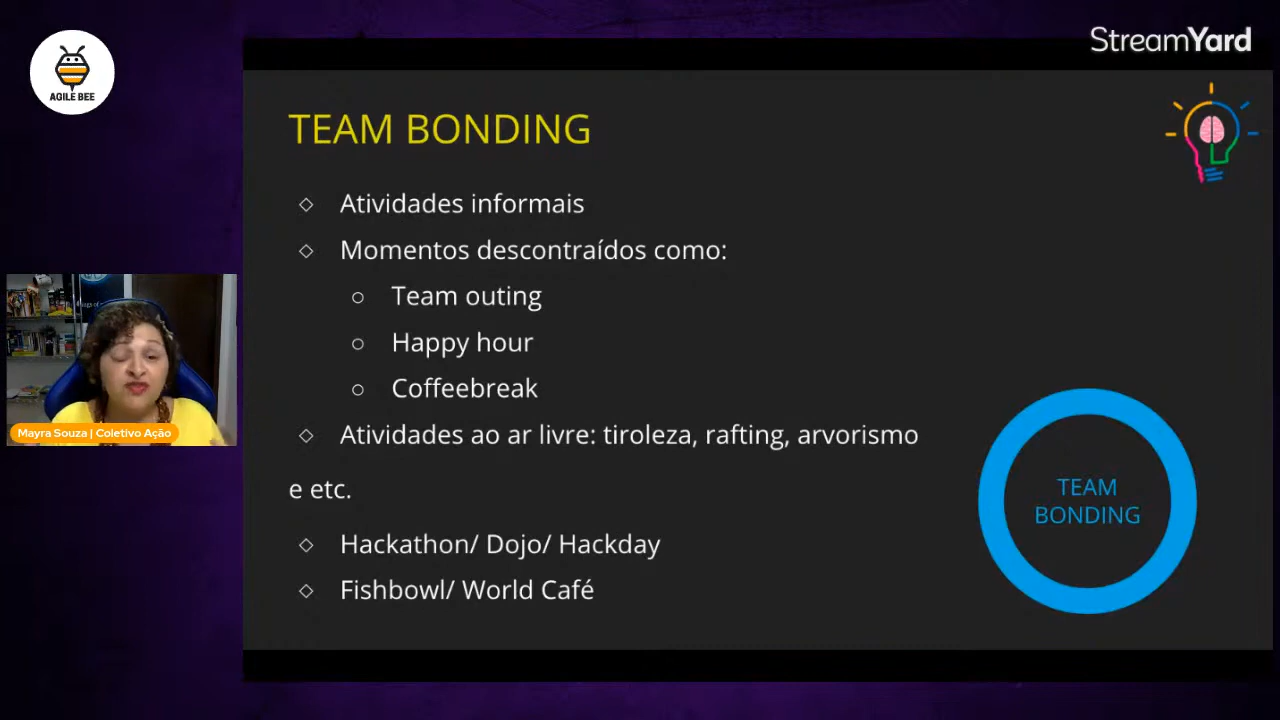 AGILE BEE
StreamYard
TEAM BONDING
◇ Atividades informais
◇ Momentos descontraídos como:
○ Team outing
○ Happy hour
○ Coffeebreak
◇ Atividades ao ar livre: tiroleza, rafting, arvorismo
e etc.
◇ Hackathon/ Dojo/ Hackday
◇ Fishbowl/ World Café
TEAM
BONDING
Mayra Souza | Coletivo Ação